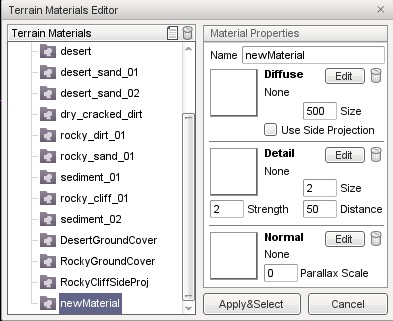 Terrain Materials Editor
Terrain Materials
desert
desert_sand_01
desert_sand_02
dry_cracked_dirt
rocky_dirt_01
rocky_sand_01
sediment_01
rocky_cliff_01
sediment_02
DesertGroundCover
RockyGroundCover
RockyCliffSideProj
newMaterial
Material Properties
Name newMaterial
Diffuse Edit
None
500 Size
Use Side Projection
Detail Edit
None
2 Size
2 Strength 50 Distance
Normal Edit
None
0 Parallax Scale
Apply&Select Cancel